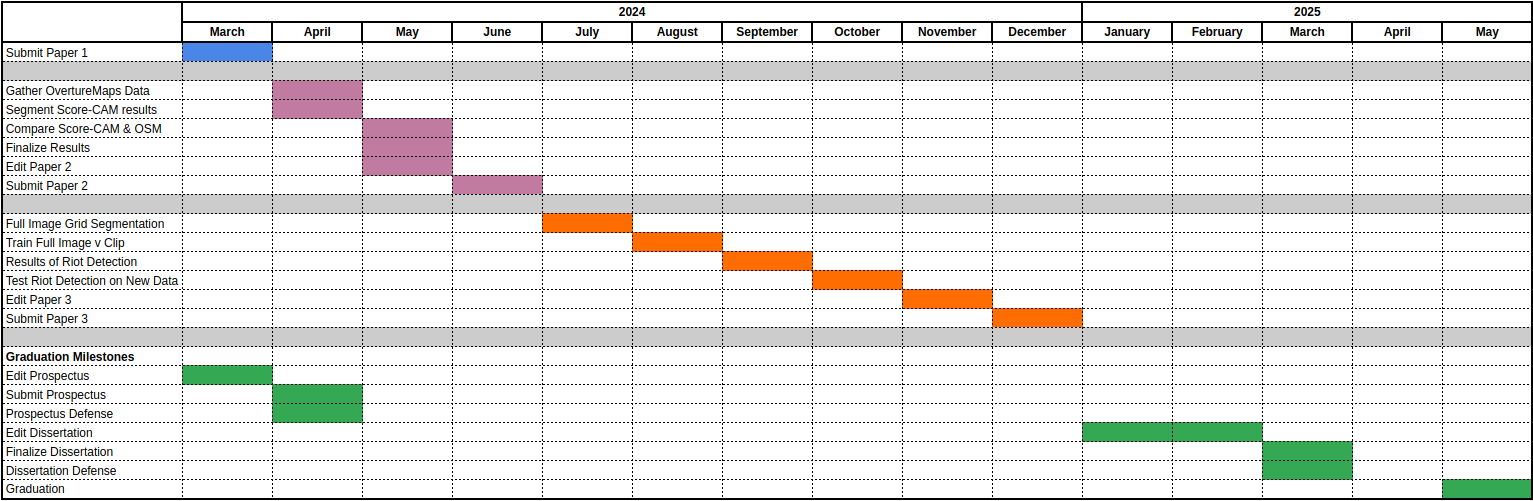 2024 2025
March April May June July August September October November December January February March April May
Submit Paper 1
Gather OvertureMaps Data
Segment Score-CAM results
Compare Score-CAM & OSM
Finalize Results
Edit Paper 2
Submit Paper 2
Full Image Grid Segmentation
Train Full Image v Clip
Results of Riot Detection
Test Riot Detection on New Data
Edit Paper 3
Submit Paper 3
Graduation Milestones
Edit Prospectus
Submit Prospectus
Prospectus Defense
Edit Dissertation
Finalize Dissertation
Dissertation Defense
Graduation